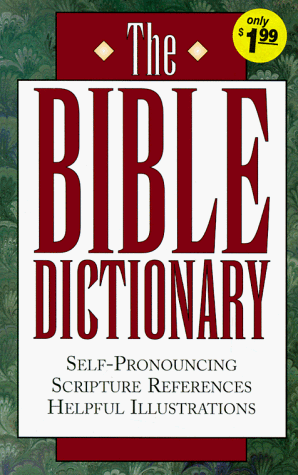 only
$1.99
The
BIBLE
DICTIONARY
SELF-PRONOUNCING
SCRIPTURE REFERENCES
HELPFUL ILLUSTRATIONS